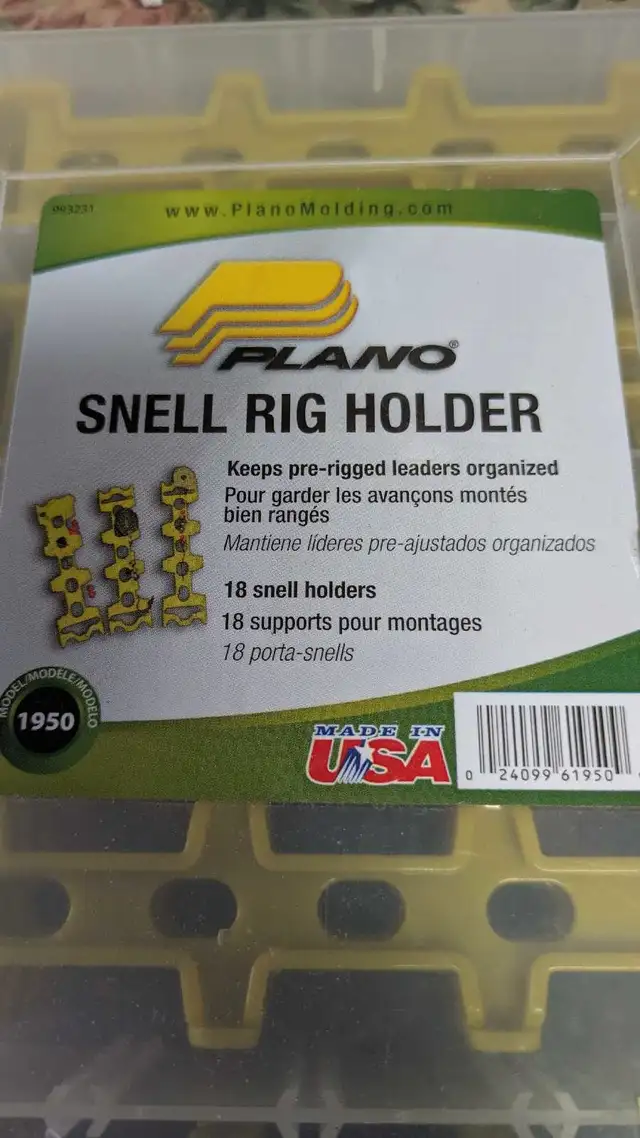 993231
www.PlanoMolding.com
PLANO®
SNELL RIG HOLDER
Keeps pre-rigged leaders organized
Pour garder les avançons montés
bien rangés
Mantiene líderes pre-ajustados organizados
18 snell holders
18 supports pour montages
18 porta-snells
MODEL/MODÈLE/MODELO
1950
MADE IN
USA
0 24099 61950